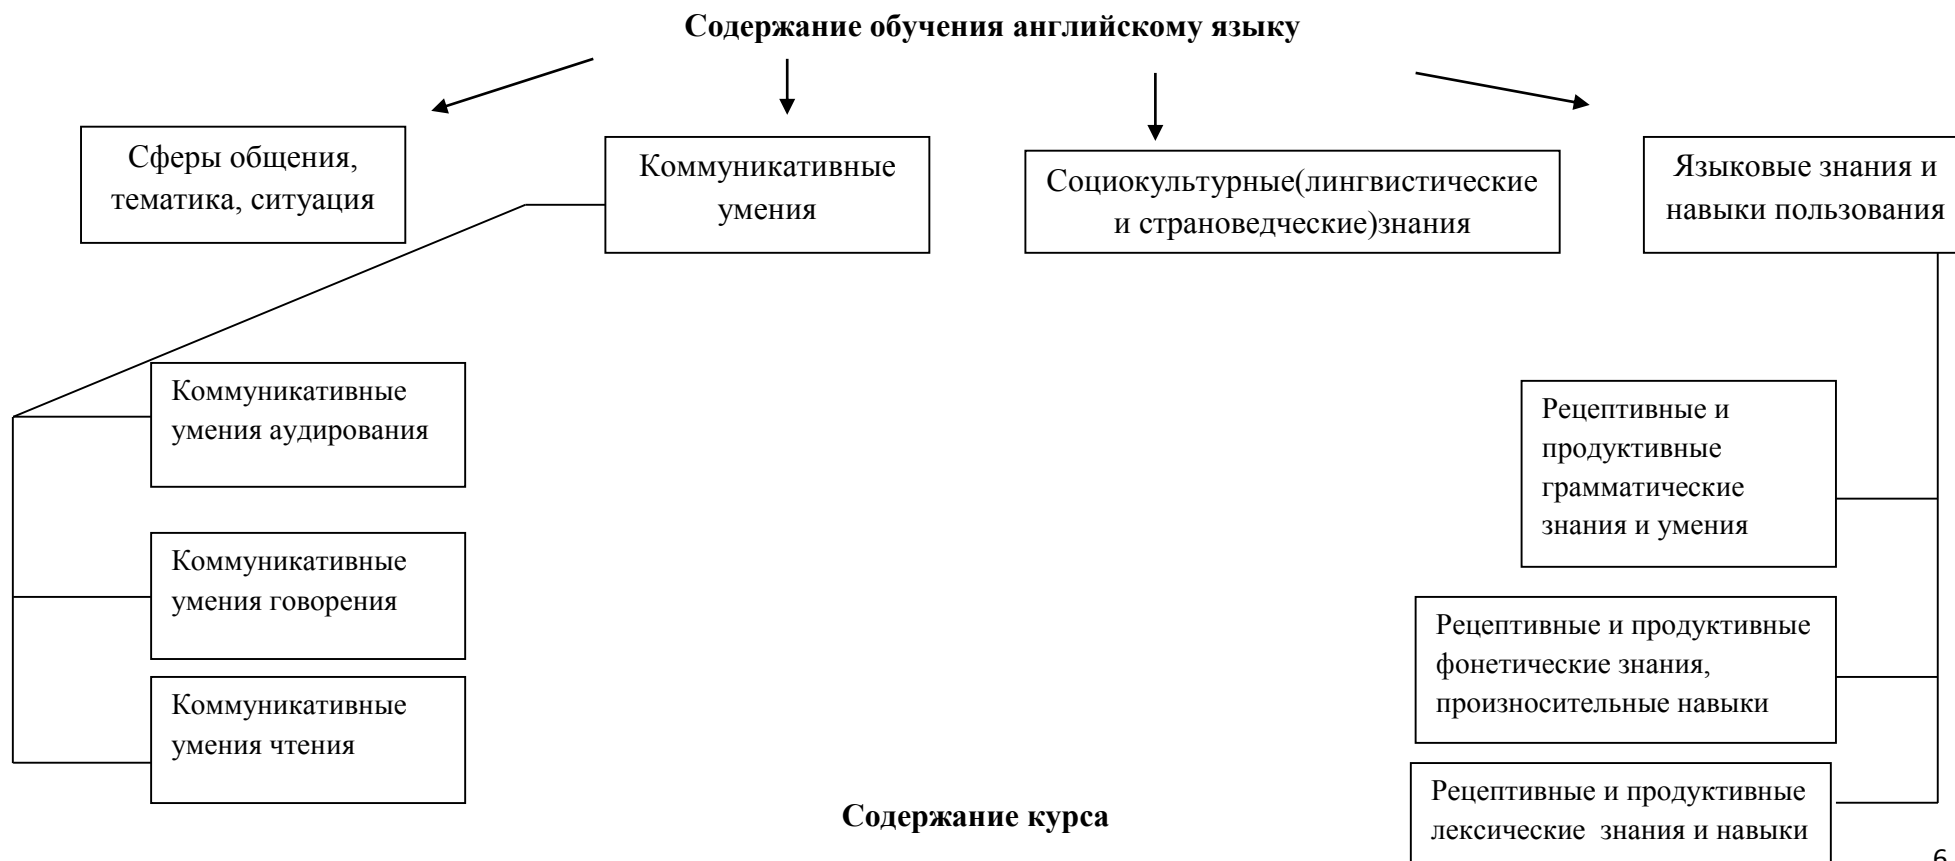 Содержание обучения английскому языку
Сферы общения,
тематика, ситуация
Коммуникативные
умения
Социокультурные(лингвистические
и страноведческие)знания
Языковые знания и
навыки пользования
Коммуникативные
умения аудирования
Коммуникативные
умения говорения
Коммуникативные
умения чтения
Рецептивные и
продуктивные
грамматические
знания и умения
Рецептивные и продуктивные
фонетические знания,
произносительные навыки
Рецептивные и продуктивные
лексические знания и навыки
Содержание курса
6